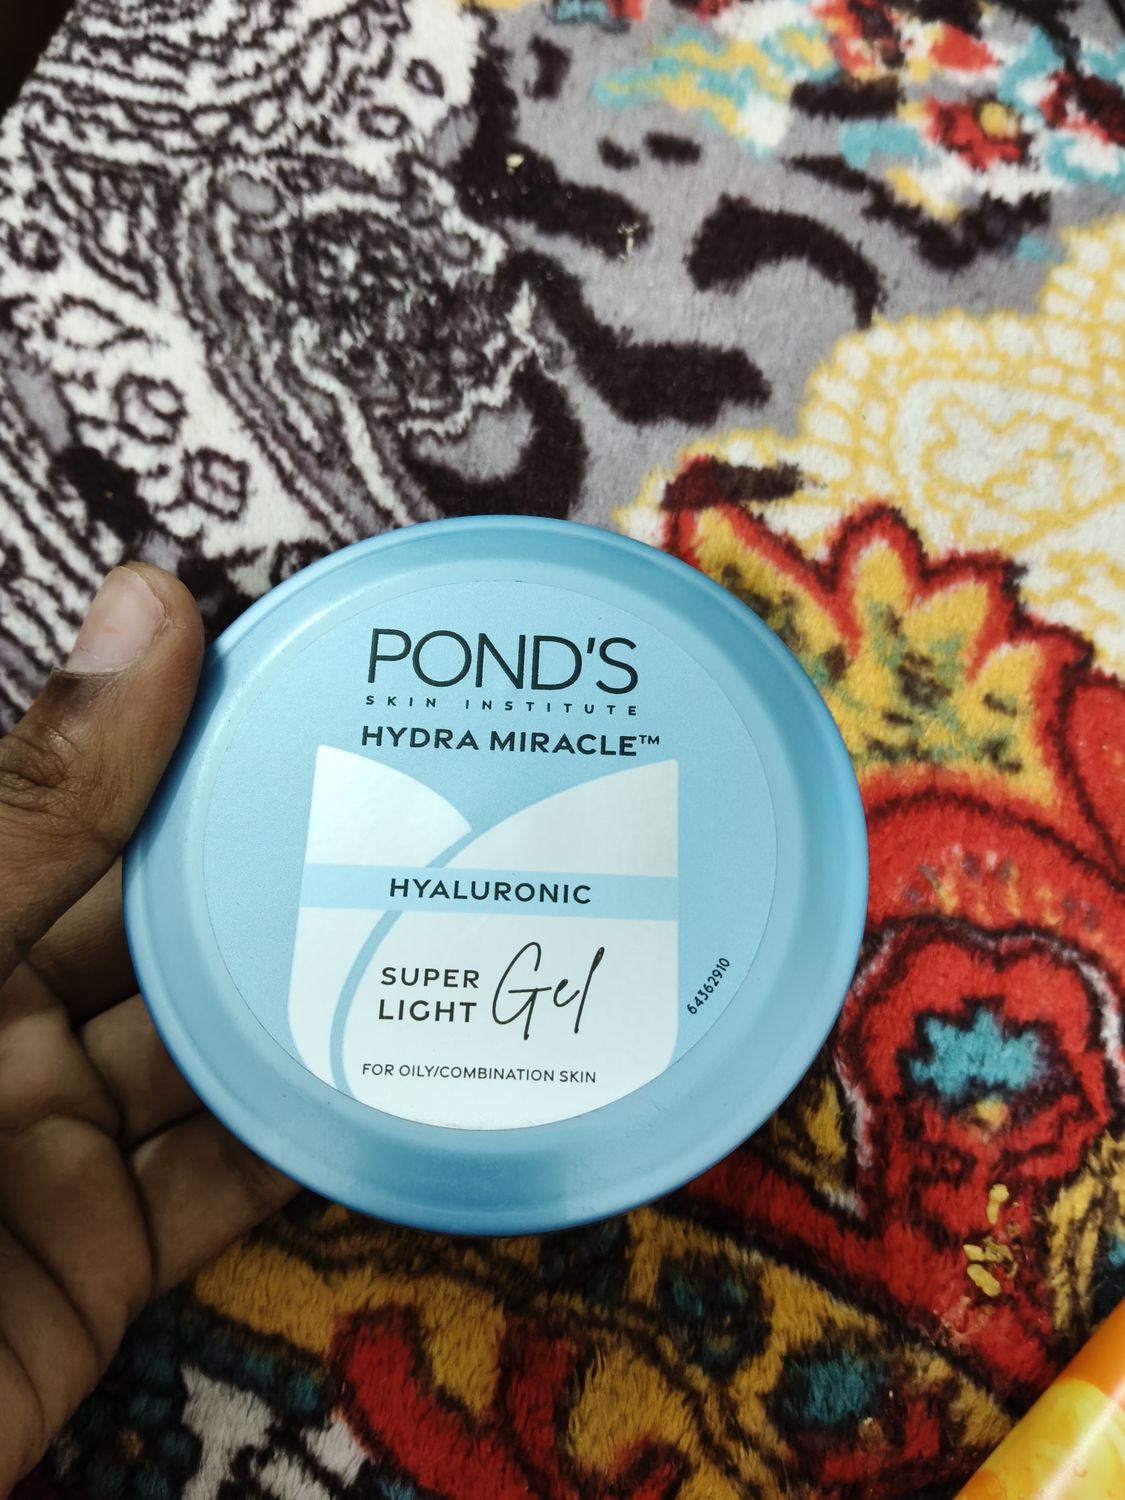 POND'S
SKIN INSTITUTE
HYDRA MIRACLE™
HYALURONIC
SUPER LIGHT Gel
FOR OILY/COMBINATION SKIN
64362910